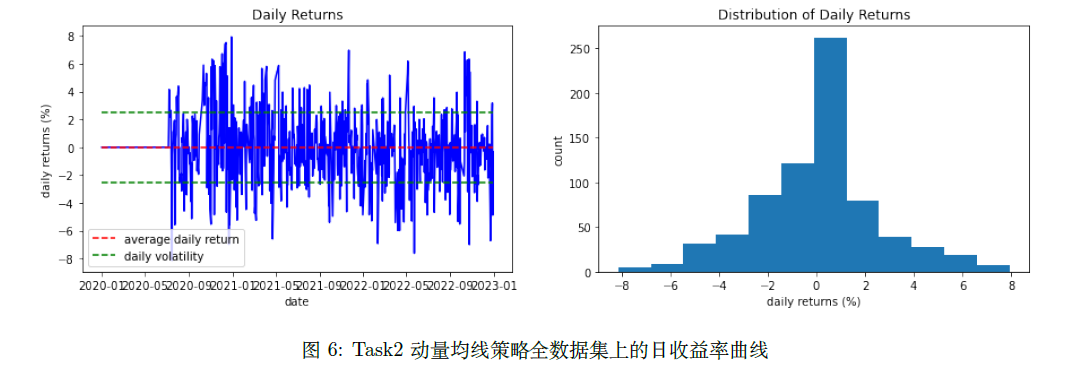 Daily Returns
8
6
4
2
0
−2
−4
−6
−8
daily returns (%)
average daily return
daily volatility
2020-01 2020-05 2020-09 2021-01 2021-05 2021-09 2022-01 2022-05 2022-09 2023-01
date
Distribution of Daily Returns
250
200
150
100
50
0
count
−8 −6 −4 −2 0 2 4 6 8
daily returns (%)
图 6: Task2 动量均线策略全数据集上的日收益率曲线